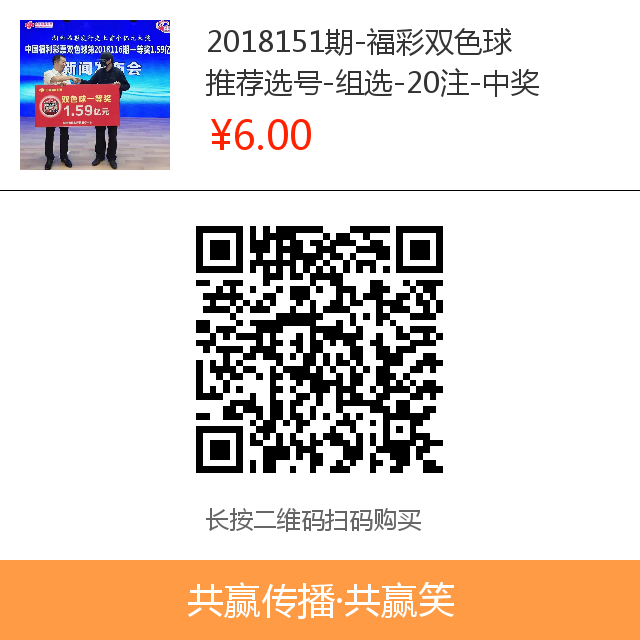 中国福利彩票双色球第2018116期一等奖1.59亿
新闻发布会
双色球一等奖
1.59亿元
2018151期-福彩双色球
推荐选号-组选-20注-中奖
¥6.00
长按二维码扫码购买
共赢传播·共赢笑